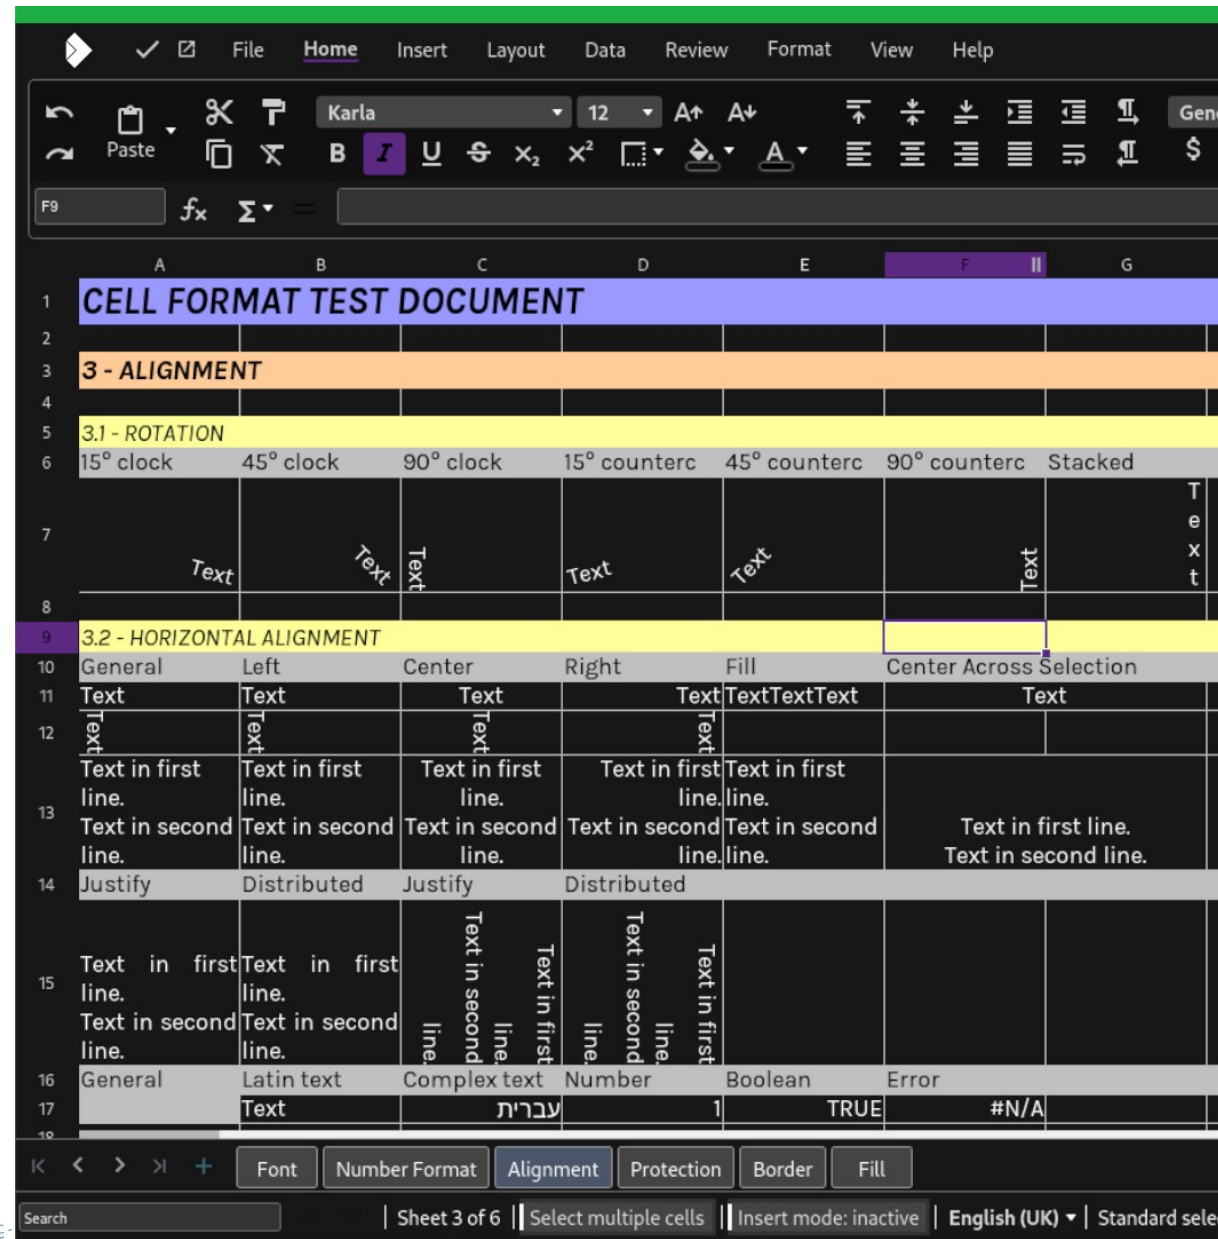 File Home Insert Layout Data Review Format View Help
Karla 12
Paste B I U S x₂ x² A $
F9 fx Σ
A B C D E F G
1 CELL FORMAT TEST DOCUMENT
2
3 3 - ALIGNMENT
4
5 3.1 - ROTATION
6 15° clock 45° clock 90° clock 15° counterc 45° counterc 90° counterc Stacked
7 Text Text Text Text Text Text Text
8
9 3.2 - HORIZONTAL ALIGNMENT
10 General Left Center Right Fill Center Across Selection
11 Text Text Text Text TextTextText Text
12 Text Text Text Text
13 Text in first line. Text in second line. Text in first line. Text in second line. Text in first line. Text in second line. Text in first line. Text in second line. Text in first line. Text in second line. Text in first line. Text in second line.
14 Justify Distributed Justify Distributed
15 Text in first line. Text in second line. Text in first line. Text in second line. Text in first line. Text in second line. Text in first line. Text in second line.
16 General Latin text Complex text Number Boolean Error
17 Text עברית 1 TRUE #N/A
Font Number Format Alignment Protection Border Fill
Search Sheet 3 of 6 Select multiple cells Insert mode: inactive English (UK) Standard